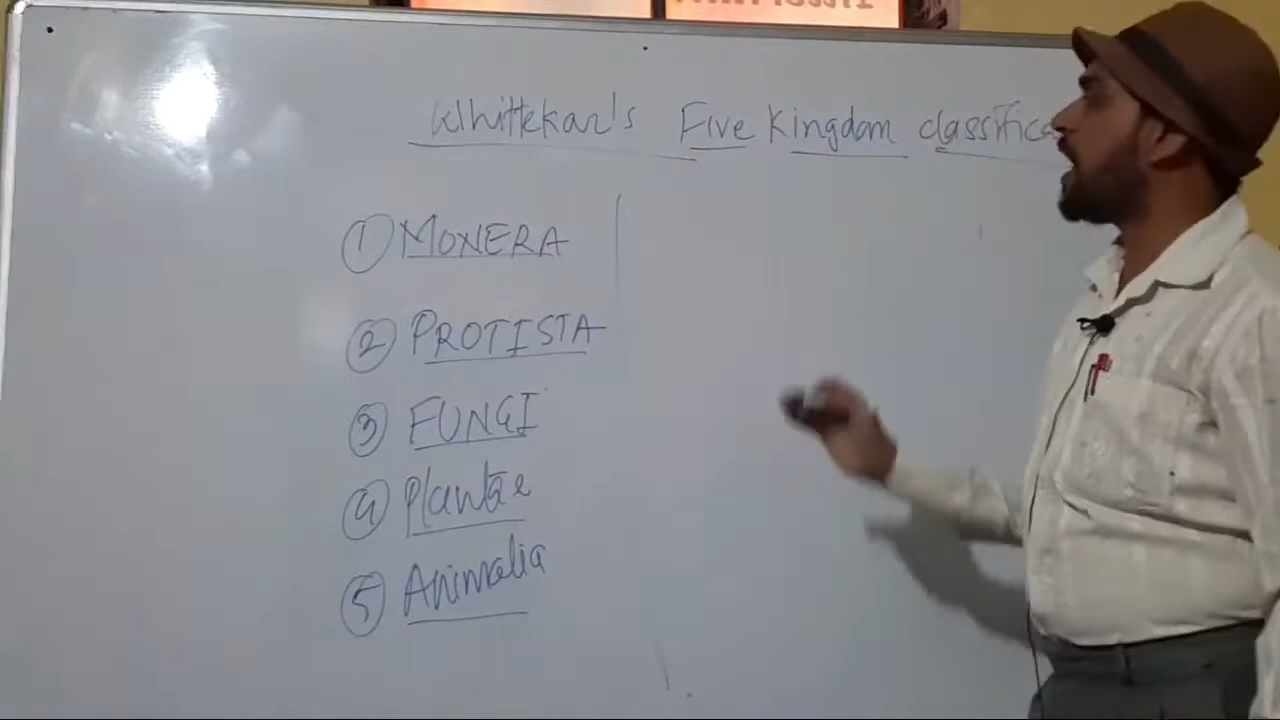 Whittekar's Five Kingdom classifica
① MONERA
② PROTISTA
③ FUNGI
④ Plantae
⑤ Animalia